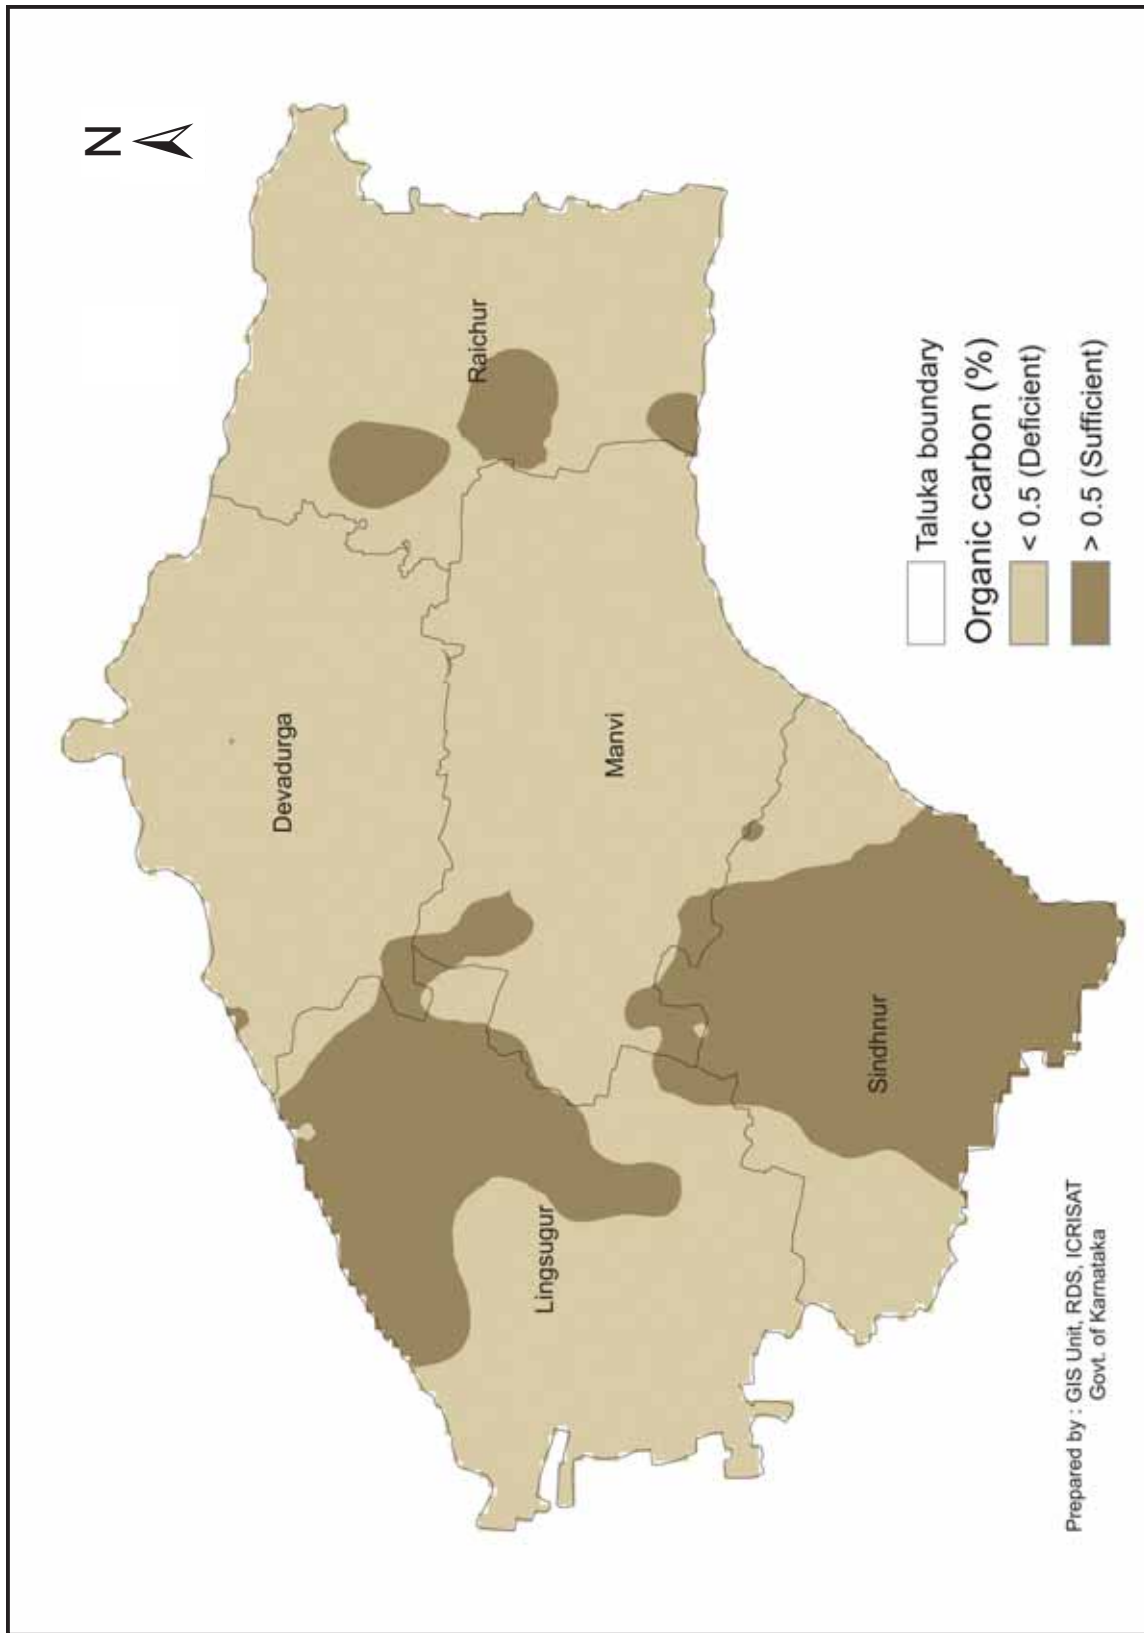 N
Raichur
Devadurga
Manvi
Lingsugur
Sindhnur
Taluka boundary
Organic carbon (%)
< 0.5 (Deficient)
> 0.5 (Sufficient)
Prepared by : GIS Unit, RDS, ICRISAT
Govt. of Karnataka